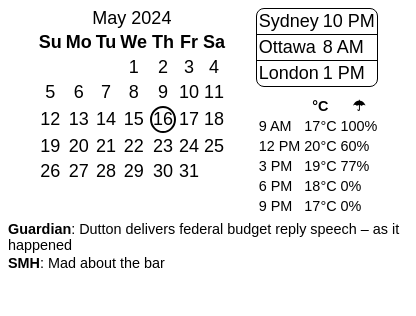 May 2024
Su Mo Tu We Th Fr Sa
1 2 3 4
5 6 7 8 9 10 11
12 13 14 15 16 17 18
19 20 21 22 23 24 25
26 27 28 29 30 31
Sydney 10 PM
Ottawa 8 AM
London 1 PM
°C ☂
9 AM 17°C 100%
12 PM 20°C 60%
3 PM 19°C 77%
6 PM 18°C 0%
9 PM 17°C 0%
Guardian: Dutton delivers federal budget reply speech – as it
happened
SMH: Mad about the bar